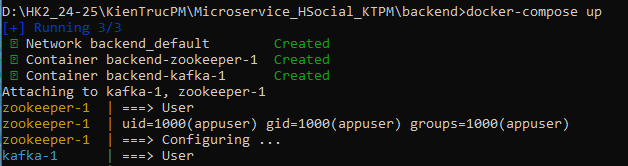 D:\HK2_24-25\KienTrucPM\Microservice_HSocial_KTPM\backend>docker-compose up
[+] Running 3/3
Network backend_default Created
Container backend-zookeeper-1 Created
Container backend-kafka-1 Created
Attaching to kafka-1, zookeeper-1
zookeeper-1 | ===> User
zookeeper-1 | uid=1000(appuser) gid=1000(appuser) groups=1000(appuser)
zookeeper-1 | ===> Configuring ...
kafka-1 | ===> User